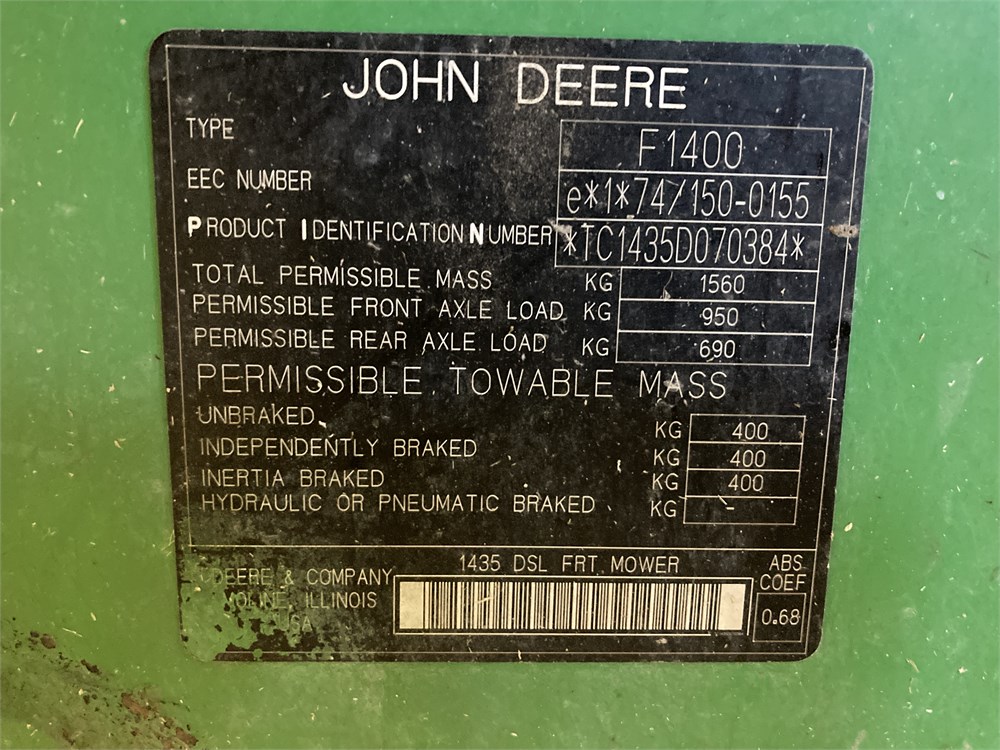 JOHN DEERE
TYPE F1400
EEC NUMBER e*1*74/150-0155
PRODUCT IDENTIFICATION NUMBER *TC1435D070384*
TOTAL PERMISSIBLE MASS KG 1560
PERMISSIBLE FRONT AXLE LOAD KG 950
PERMISSIBLE REAR AXLE LOAD KG 690
PERMISSIBLE TOWABLE MASS
UNBRAKED KG 400
INDEPENDENTLY BRAKED KG 400
INERTIA BRAKED KG 400
HYDRAULIC OR PNEUMATIC BRAKED KG -
1435 DSL FRT MOWER
DEERE & COMPANY
MOLINE, ILLINOIS
USA
ABS
COEF
0.68